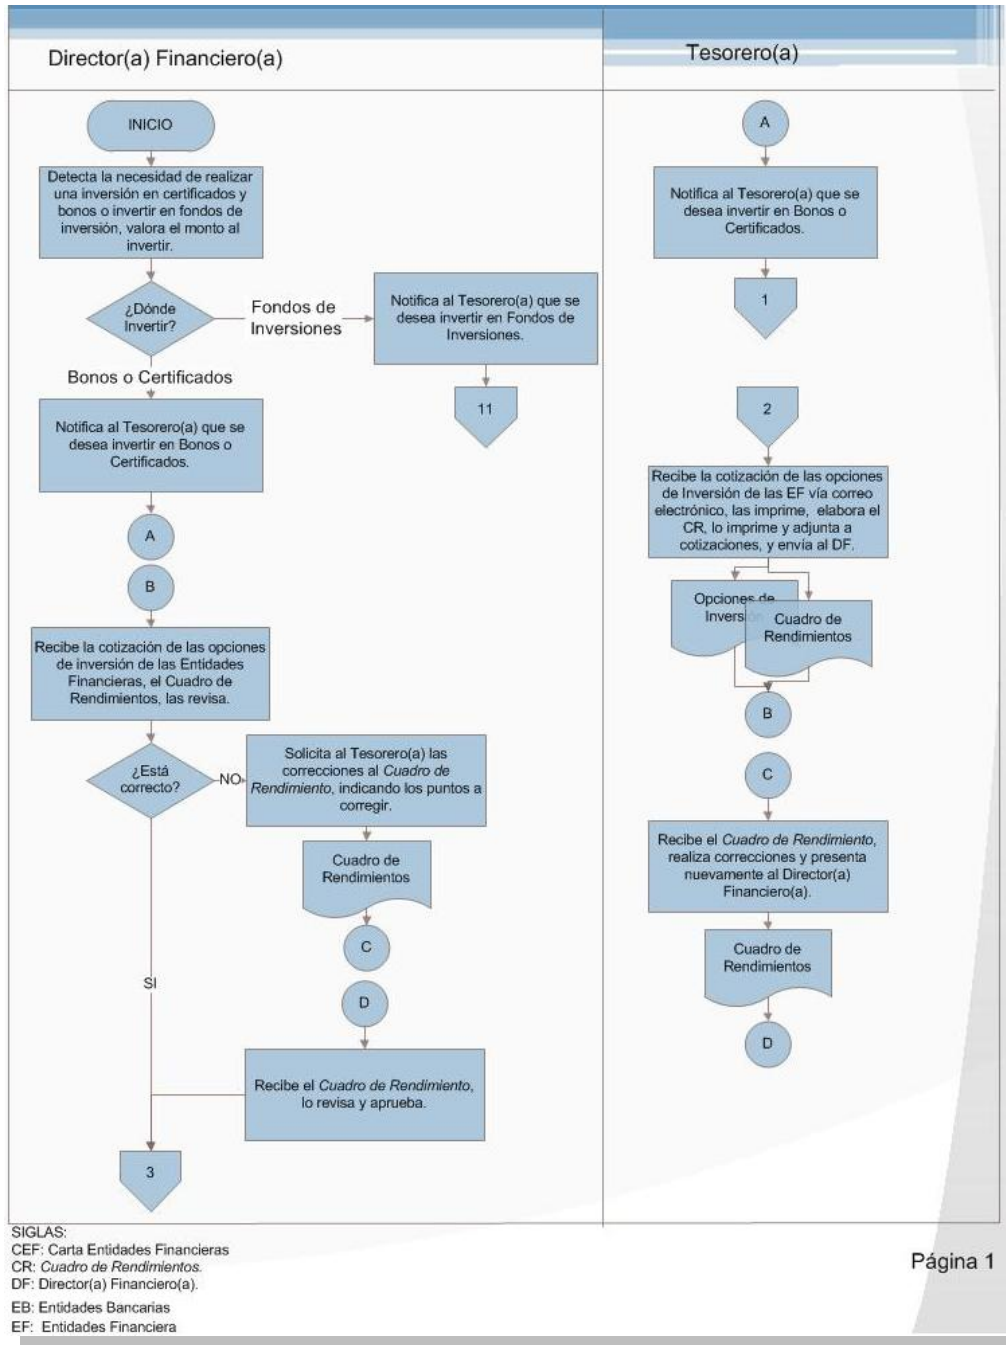 Director(a) Financiero(a)
Tesorero(a)
INICIO
Detecta la necesidad de realizar
una inversión en certificados y
bonos o invertir en fondos de
inversión, valora el monto al
invertir.
¿Dónde
Invertir?
Fondos de
Inversiones
Notifica al Tesorero(a) que se
desea invertir en Fondos de
Inversiones.
11
Bonos o Certificados
Notifica al Tesorero(a) que se
desea invertir en Bonos o
Certificados.
A
B
Recibe la cotización de las opciones
de inversión de las Entidades
Financieras, el Cuadro de
Rendimientos, las revisa.
¿Está
correcto?
NO
Solicita al Tesorero(a) las
correcciones al Cuadro de
Rendimiento, indicando los puntos a
corregir.
Cuadro de
Rendimientos
C
SI
D
Recibe el Cuadro de Rendimiento,
lo revisa y aprueba.
3
A
Notifica al Tesorero(a) que se
desea invertir en Bonos o
Certificados.
1
2
Recibe la cotización de las opciones
de Inversión de las EF vía correo
electrónico, las imprime, elabora el
CR, lo imprime y adjunta a
cotizaciones, y envía al DF.
Opciones de
Inversión
Cuadro de
Rendimientos
B
C
Recibe el Cuadro de Rendimiento,
realiza correcciones y presenta
nuevamente al Director(a)
Financiero(a).
Cuadro de
Rendimientos
D
SIGLAS:
CEF: Carta Entidades Financieras
CR: Cuadro de Rendimientos.
DF: Director(a) Financiero(a).
EB: Entidades Bancarias
EF: Entidades Financiera
Página 1